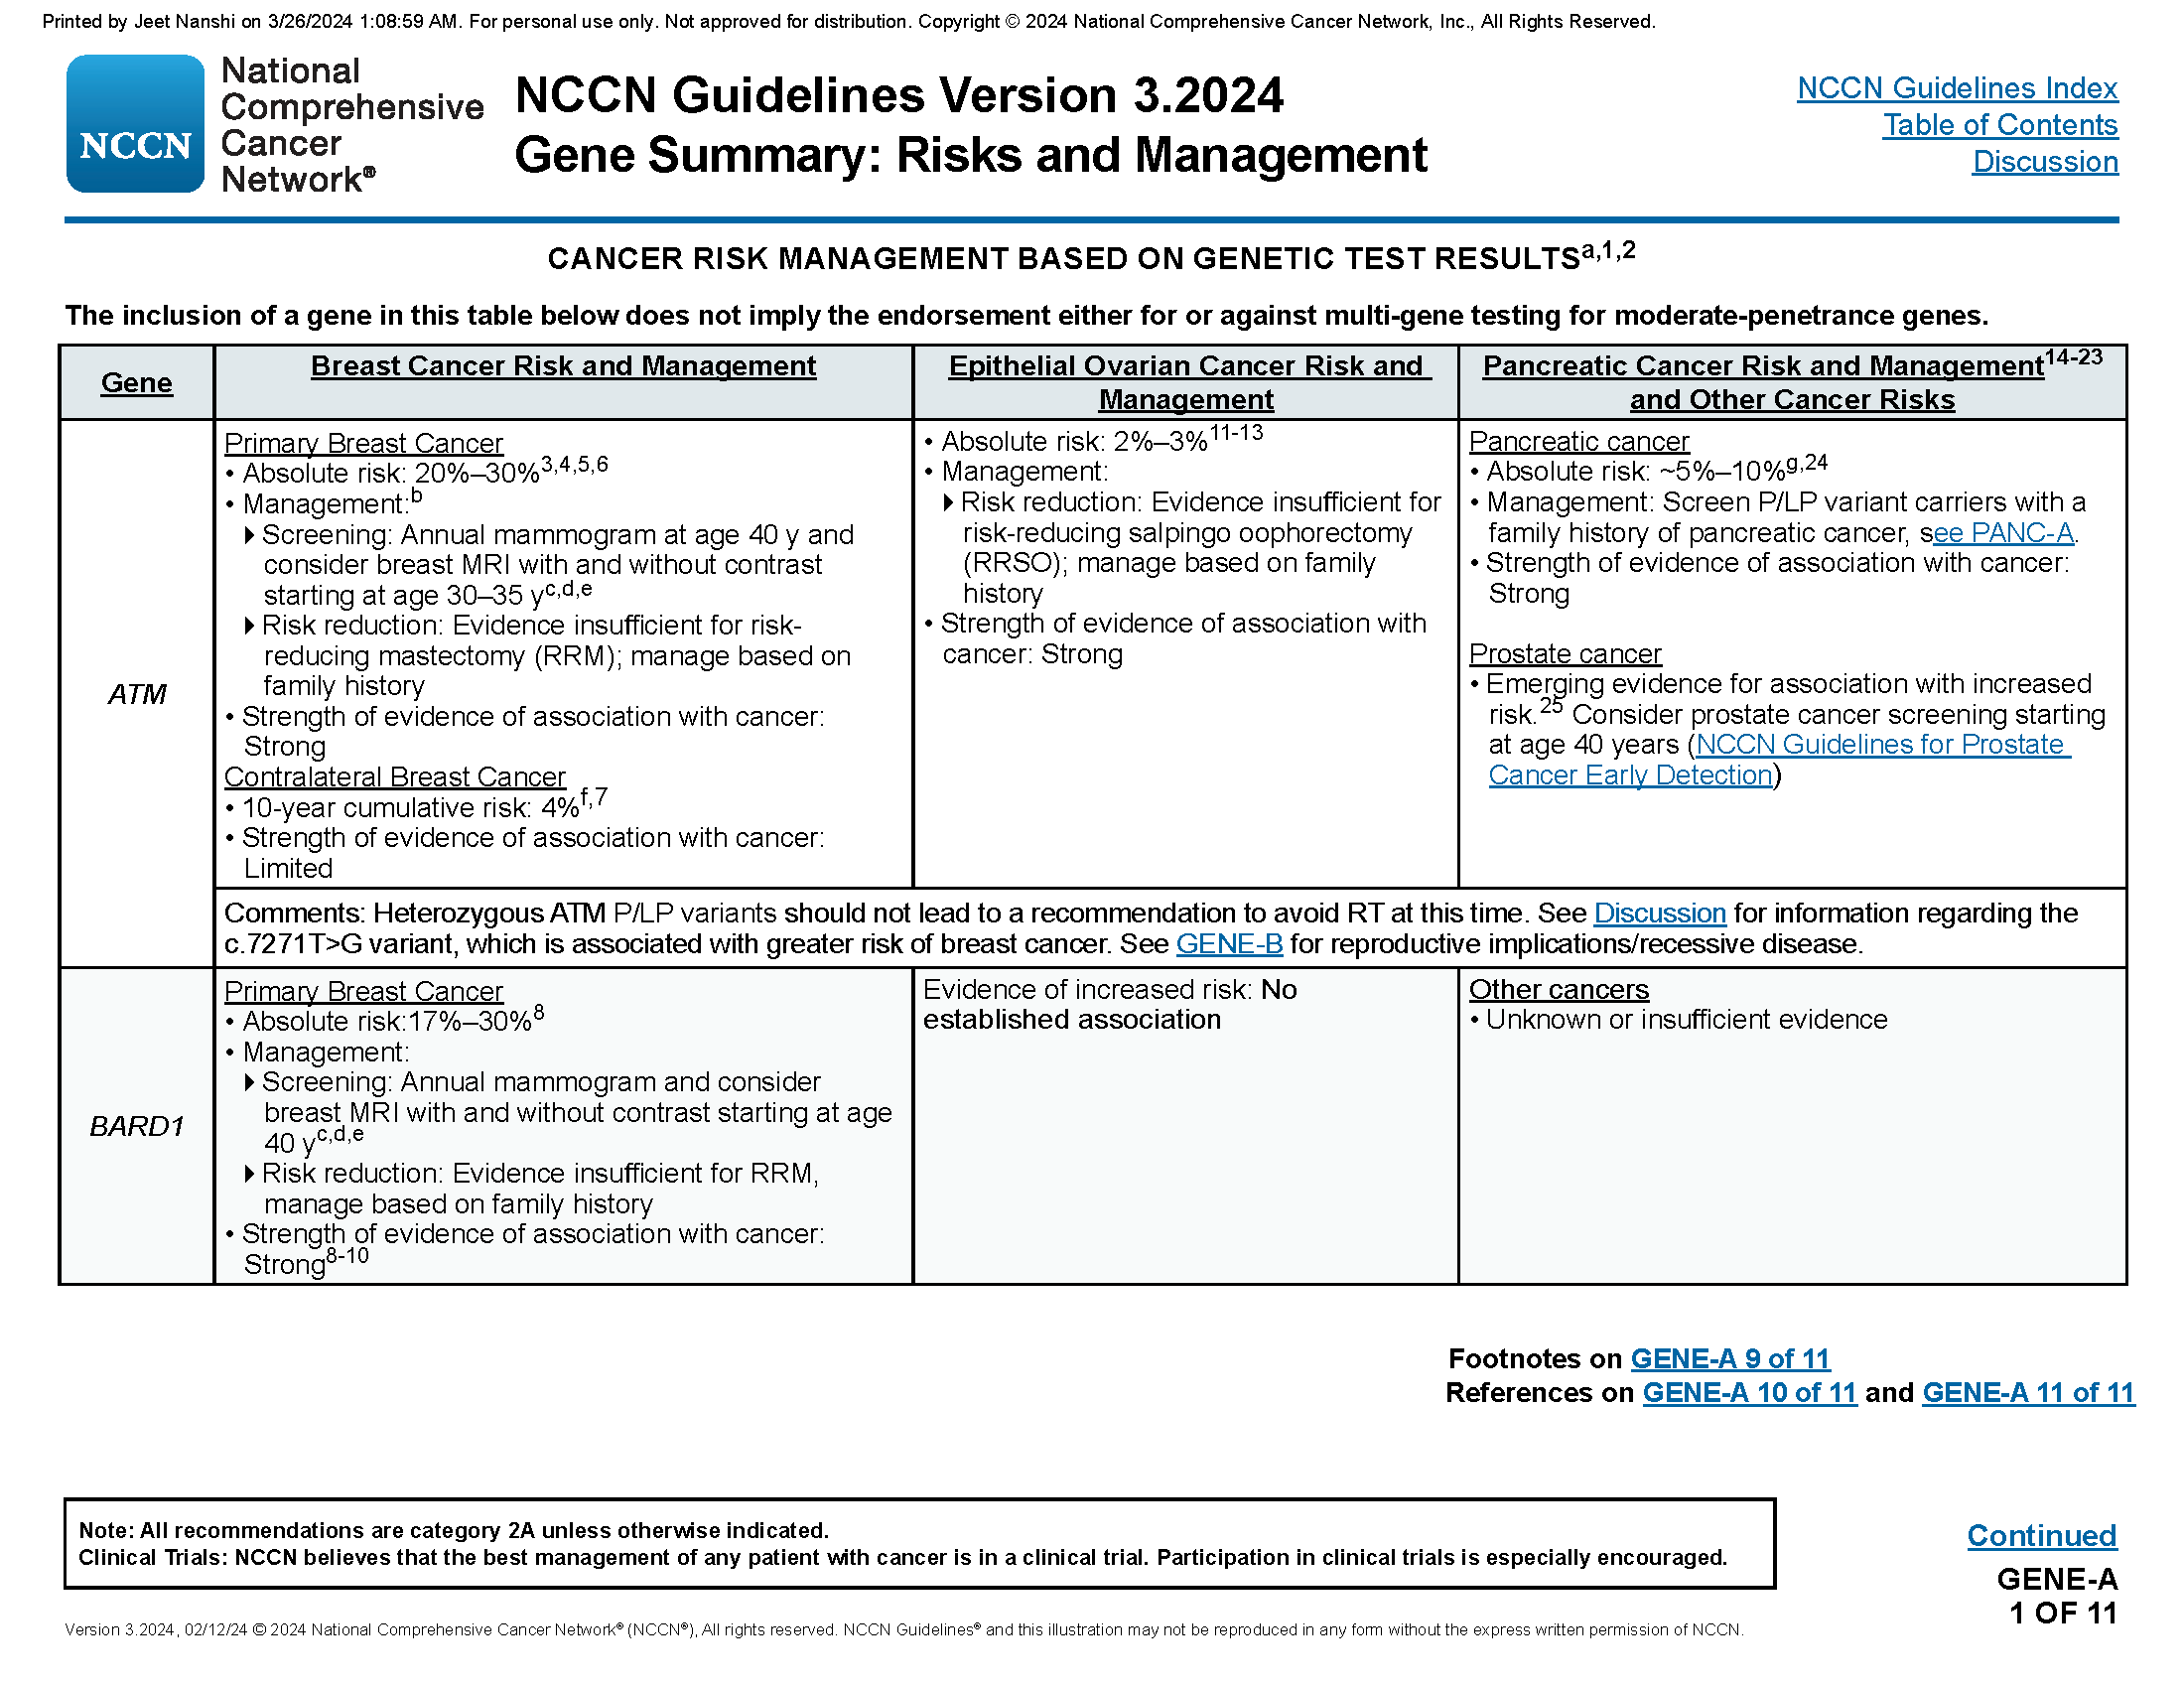 Printed by Jeet Nanshi on 3/26/2024 1:08:59 AM. For personal use only. Not approved for distribution. Copyright © 2024 National Comprehensive Cancer Network, Inc., All Rights Reserved.
NCCN
National
Comprehensive
Cancer
Network®
NCCN Guidelines Version 3.2024
Gene Summary: Risks and Management
NCCN Guidelines Index
Table of Contents
Discussion
CANCER RISK MANAGEMENT BASED ON GENETIC TEST RESULTSa,1,2
The inclusion of a gene in this table below does not imply the endorsement either for or against multi-gene testing for moderate-penetrance genes.
Gene
Breast Cancer Risk and Management
Epithelial Ovarian Cancer Risk and
Management
Pancreatic Cancer Risk and Management14-23
and Other Cancer Risks
ATM
Primary Breast Cancer
• Absolute risk: 20%–30%3,4,5,6
• Management:b
Screening: Annual mammogram at age 40 y and
consider breast MRI with and without contrast
starting at age 30–35 yc,d,e
Risk reduction: Evidence insufficient for risk-
reducing mastectomy (RRM); manage based on
family history
• Strength of evidence of association with cancer:
Strong
Contralateral Breast Cancer
• 10-year cumulative risk: 4%f,7
• Strength of evidence of association with cancer:
Limited
• Absolute risk: 2%–3%11-13
• Management:
Risk reduction: Evidence insufficient for
risk-reducing salpingo oophorectomy
(RRSO); manage based on family
history
• Strength of evidence of association with
cancer: Strong
Pancreatic cancer
• Absolute risk: ~5%–10%g,24
• Management: Screen P/LP variant carriers with a
family history of pancreatic cancer, see PANC-A.
• Strength of evidence of association with cancer:
Strong
Prostate cancer
• Emerging evidence for association with increased
risk.25 Consider prostate cancer screening starting
at age 40 years (NCCN Guidelines for Prostate
Cancer Early Detection)
Comments: Heterozygous ATM P/LP variants should not lead to a recommendation to avoid RT at this time. See Discussion for information regarding the
c.7271T>G variant, which is associated with greater risk of breast cancer. See GENE-B for reproductive implications/recessive disease.
BARD1
Primary Breast Cancer
• Absolute risk:17%–30%8
• Management:
Screening: Annual mammogram and consider
breast MRI with and without contrast starting at age
40 yc,d,e
Risk reduction: Evidence insufficient for RRM,
manage based on family history
• Strength of evidence of association with cancer:
Strong8-10
Evidence of increased risk: No
established association
Other cancers
• Unknown or insufficient evidence
Footnotes on GENE-A 9 of 11
References on GENE-A 10 of 11 and GENE-A 11 of 11
Note: All recommendations are category 2A unless otherwise indicated.
Clinical Trials: NCCN believes that the best management of any patient with cancer is in a clinical trial. Participation in clinical trials is especially encouraged.
Continued
GENE-A
1 OF 11
Version 3.2024, 02/12/24 © 2024 National Comprehensive Cancer Network® (NCCN®), All rights reserved. NCCN Guidelines® and this illustration may not be reproduced in any form without the express written permission of NCCN.